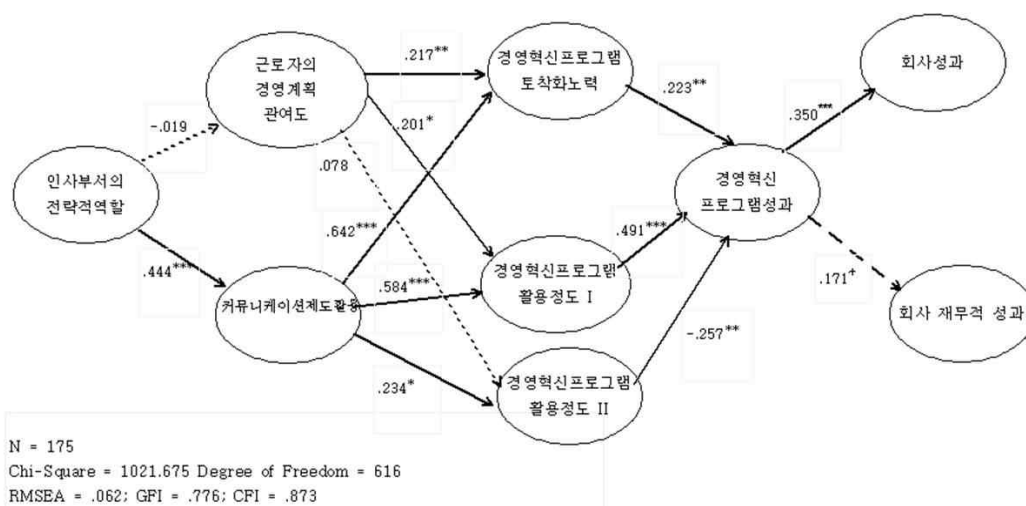 근로자의
경영계획
관여도
경영혁신프로그램
토착화노력
회사성과
인사부서의
전략적역할
경영혁신
프로그램성과
커뮤니케이션제도활용
경영혁신프로그램
활용정도 I
경영혁신프로그램
활용정도 II
회사 재무적 성과
-.019
.444***
.217**
.201*
.078
.642***
.584***
.234*
.223**
.491***
-.257**
.350***
.171+
N = 175
Chi-Square = 1021.675 Degree of Freedom = 616
RMSEA = .062; GFI = .776; CFI = .873